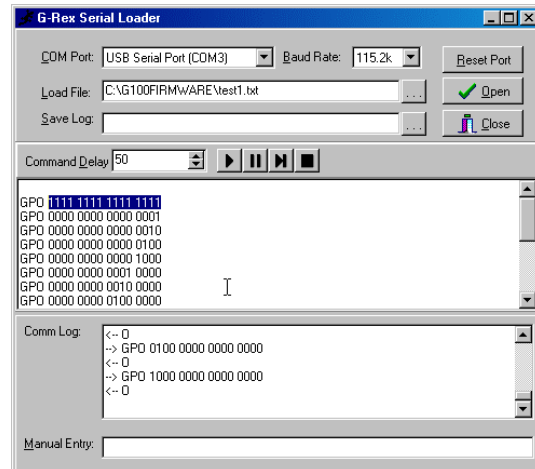 G-Rex Serial Loader
COM Port: USB Serial Port (COM3) Baud Rate: 115.2k Reset Port
Load File: C:\G100FIRMWARE\test1.txt ... Open
Save Log: ... Close
Command Delay 50
GPO 1111 1111 1111 1111
GPO 0000 0000 0000 0001
GPO 0000 0000 0000 0010
GPO 0000 0000 0000 0100
GPO 0000 0000 0000 1000
GPO 0000 0000 0001 0000
GPO 0000 0000 0010 0000
GPO 0000 0000 0100 0000
Comm Log: <-- 0
--> GPO 0100 0000 0000 0000
<-- 0
--> GPO 1000 0000 0000 0000
<-- 0
Manual Entry: